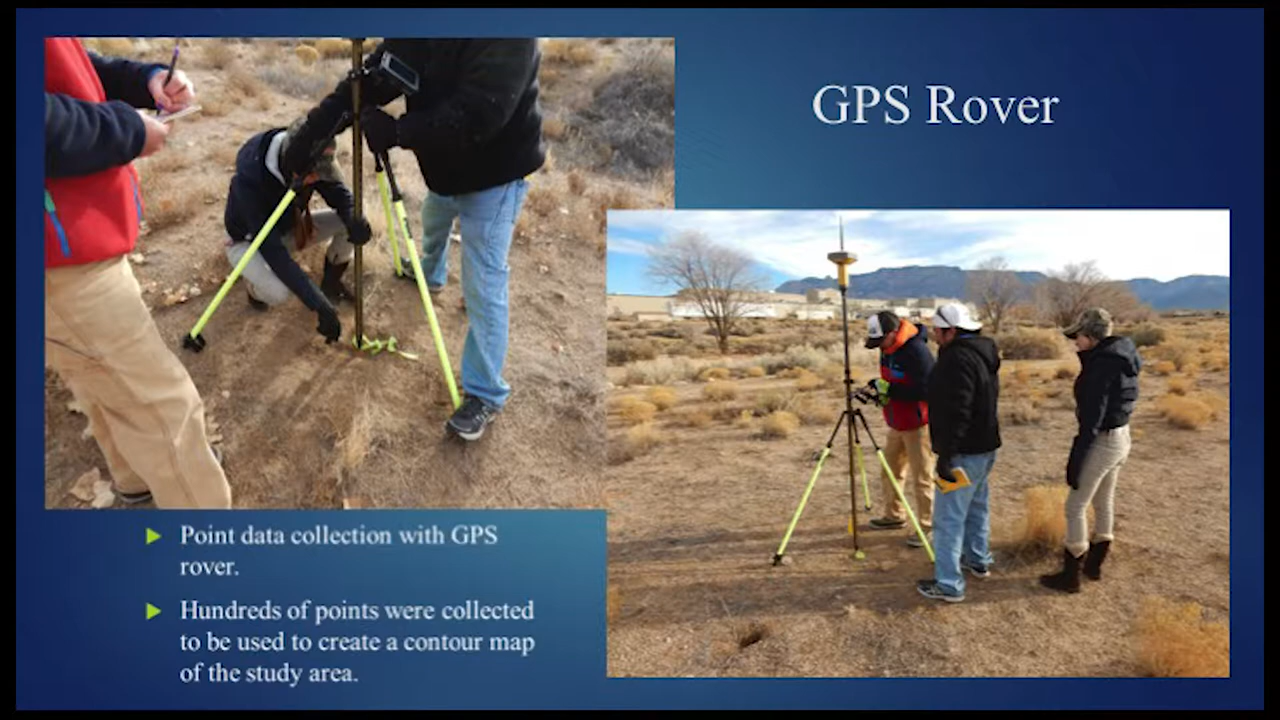 GPS Rover
Point data collection with GPS
rover.
Hundreds of points were collected
to be used to create a contour map
of the study area.